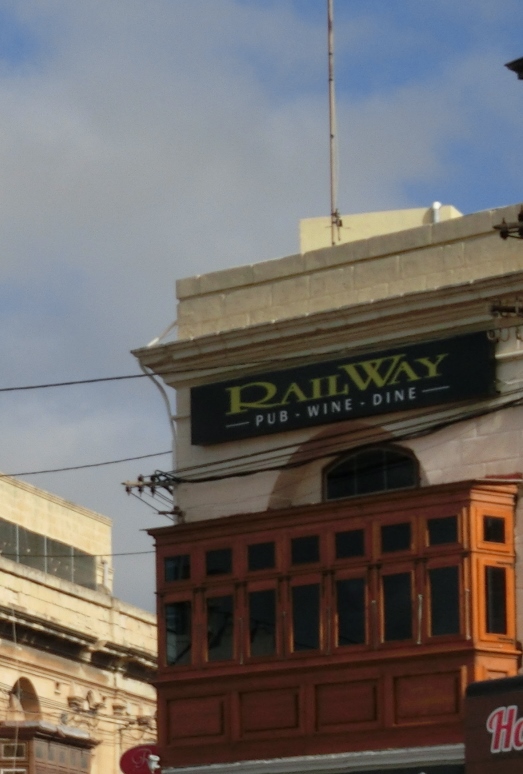 RAILWAY
— PUB - WINE - DINE —